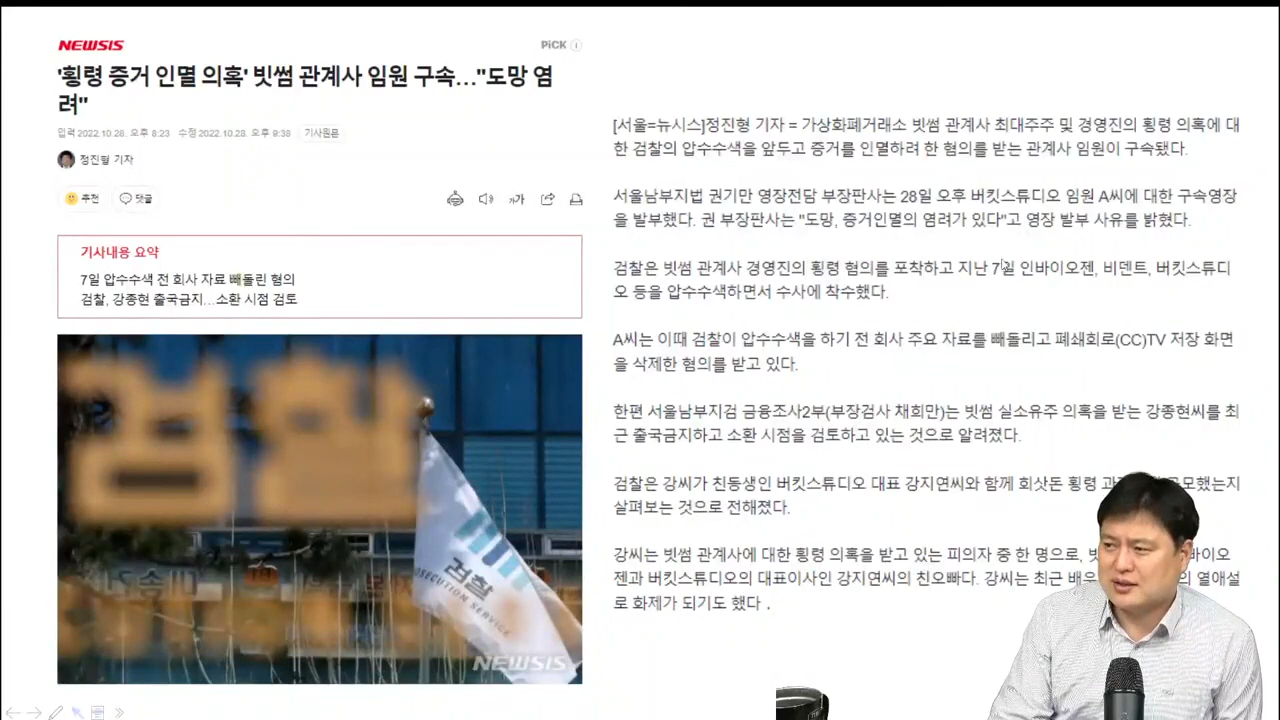 NEWSIS
PiCK
'횡령 증거 인멸 의혹' 빗썸 관계사 임원 구속…"도망 염
려"
입력 2022.10.28. 오후 8:23 수정 2022.10.28. 오후 9:38 기사원문
정진형 기자
추천 댓글
가가
기사내용 요약
7일 압수수색 전 회사 자료 빼돌린 혐의
검찰, 강종현 출국금지…소환 시점 검토
검찰
검찰
PROSECUTION SERVICE
NEWSIS
[서울=뉴시스]정진형 기자 = 가상화폐거래소 빗썸 관계사 최대주주 및 경영진의 횡령 의혹에 대
한 검찰의 압수수색을 앞두고 증거를 인멸하려 한 혐의를 받는 관계사 임원이 구속됐다.
서울남부지법 권기만 영장전담 부장판사는 28일 오후 버킷스튜디오 임원 A씨에 대한 구속영장
을 발부했다. 권 부장판사는 "도망, 증거인멸의 염려가 있다"고 영장 발부 사유를 밝혔다.
검찰은 빗썸 관계사 경영진의 횡령 혐의를 포착하고 지난 7일 인바이오젠, 비덴트, 버킷스튜디
오 등을 압수수색하면서 수사에 착수했다.
A씨는 이때 검찰이 압수수색을 하기 전 회사 주요 자료를 빼돌리고 폐쇄회로(CC)TV 저장 화면
을 삭제한 혐의를 받고 있다.
한편 서울남부지검 금융조사2부(부장검사 채희만)는 빗썸 실소유주 의혹을 받는 강종현씨를 최
근 출국금지하고 소환 시점을 검토하고 있는 것으로 알려졌다.
검찰은 강씨가 친동생인 버킷스튜디오 대표 강지연씨와 함께 회삿돈 횡령 공모했는지
살펴보는 것으로 전해졌다.
강씨는 빗썸 관계사에 대한 횡령 의혹을 받고 있는 피의자 중 한 명으로, 바이오
젠과 버킷스튜디오의 대표이사인 강지연씨의 친오빠다. 강씨는 최근 배우 의 열애설
로 화제가 되기도 했다 .